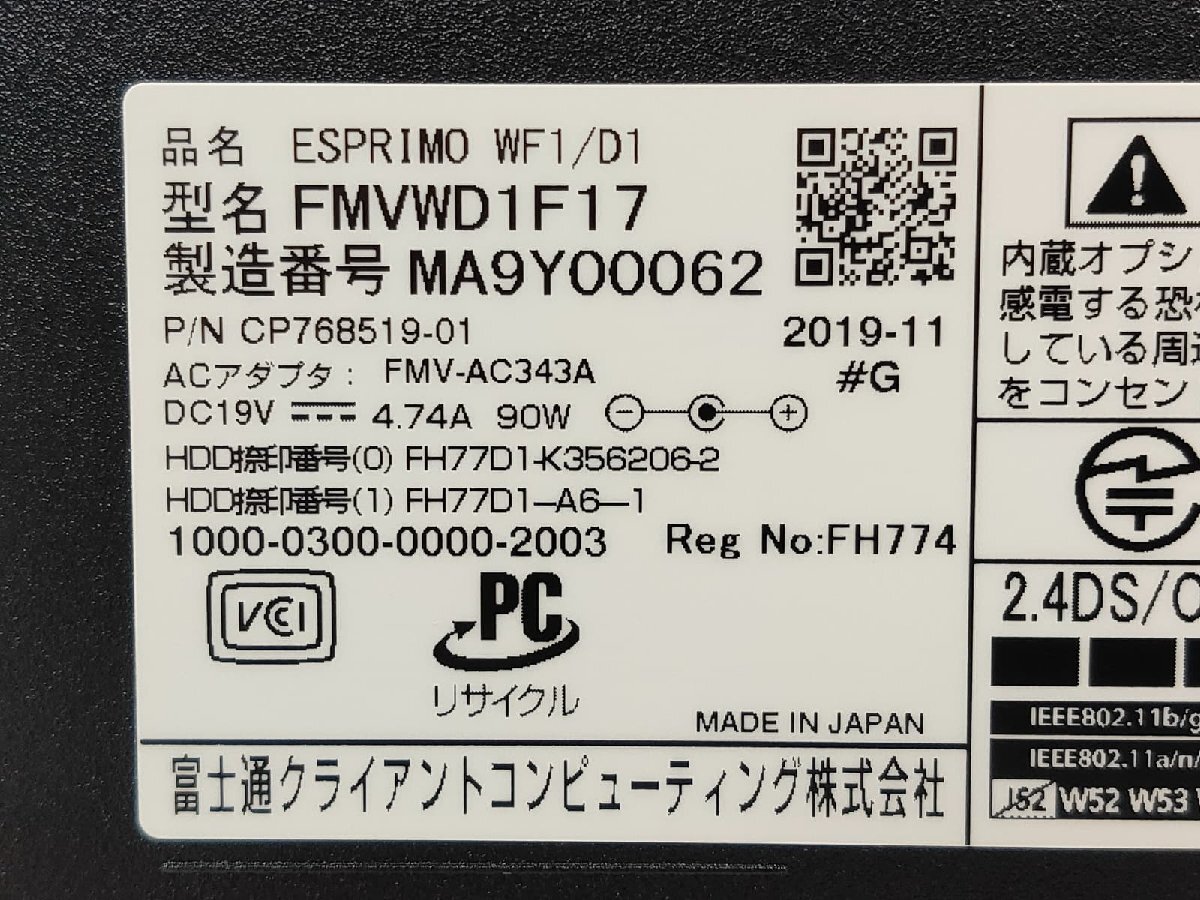 品名 ESPRIMO WF1/D1
型名 FMVWD1F17
製造番号 MA9Y00062
P/N CP768519-01
2019-11
#G
ACアダプタ: FMV-AC343A
DC19V 4.74A 90W
HDD捺印番号(0) FH77D1-K356206-2
HDD捺印番号(1) FH77D1-A6-1
1000-0300-0000-2003
Reg No:FH774
VCCI
PC
リサイクル
MADE IN JAPAN
富士通クライアントコンピューティング株式会社
内蔵オプシ
感電する恐
している周
をコンセン
2.4DS/O
IEEE802.11b/g
IEEE802.11a/n/
J52 W52 W53